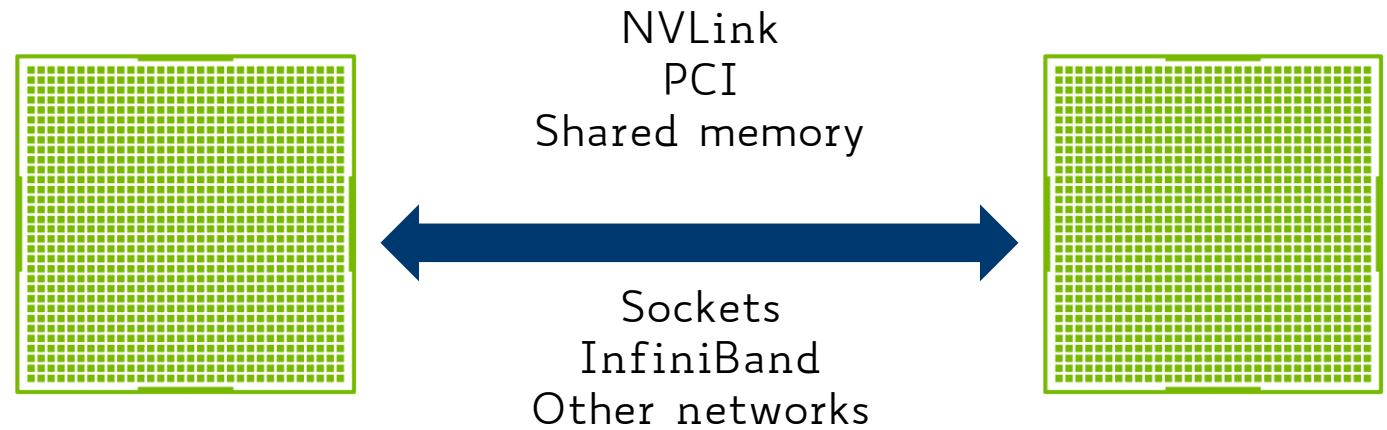 NVLink
PCI
Shared memory
Sockets
InfiniBand
Other networks